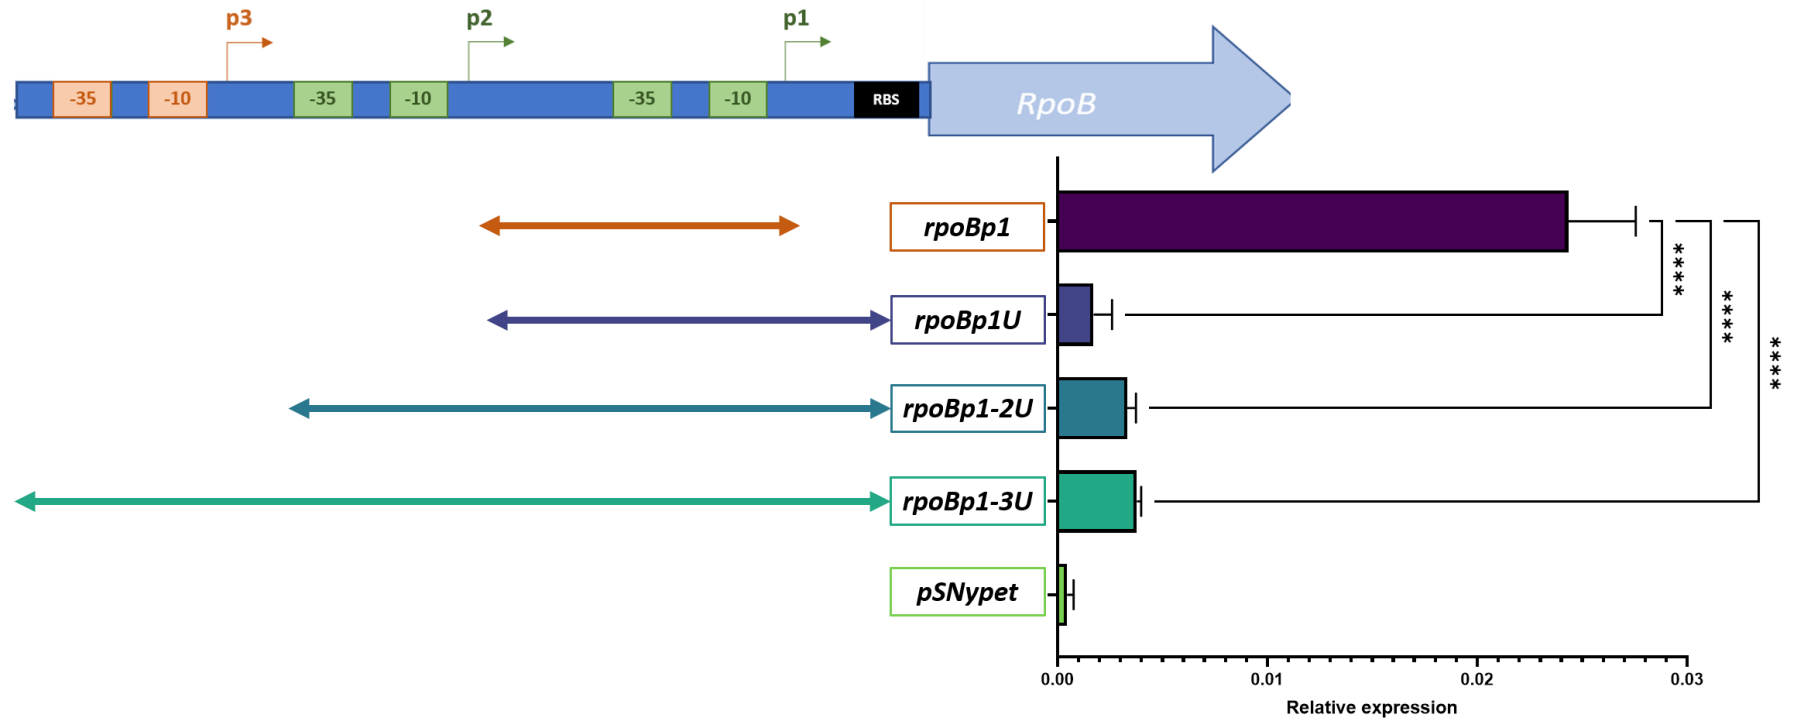 p3 p2 p1
-35 -10 -35 -10 -35 -10 RBS RpoB
rpoBp1
****
rpoBp1U
****
****
rpoBp1-2U
rpoBp1-3U
pSNypet
0.00 0.01 0.02 0.03
Relative expression